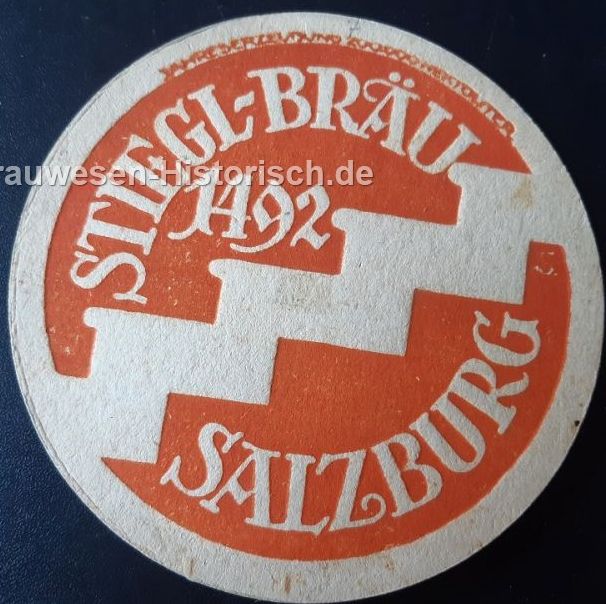 STIEGL-BRÄU
1492
SALZBURG
rauwesen-Historisch.de